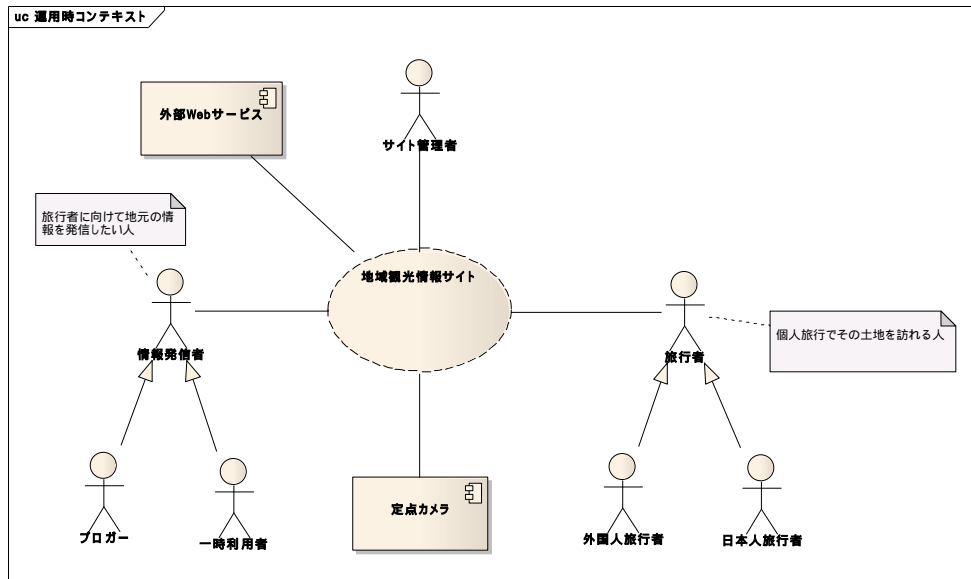 uc 運用時コンテキスト
外部Webサービス
サイト管理者
旅行者に向けて地元の情
報を発信したい人
地域観光情報サイト
情報発信者
旅行者
個人旅行でその土地を訪れる人
ブロガー
一時利用者
定点カメラ
外国人旅行者
日本人旅行者